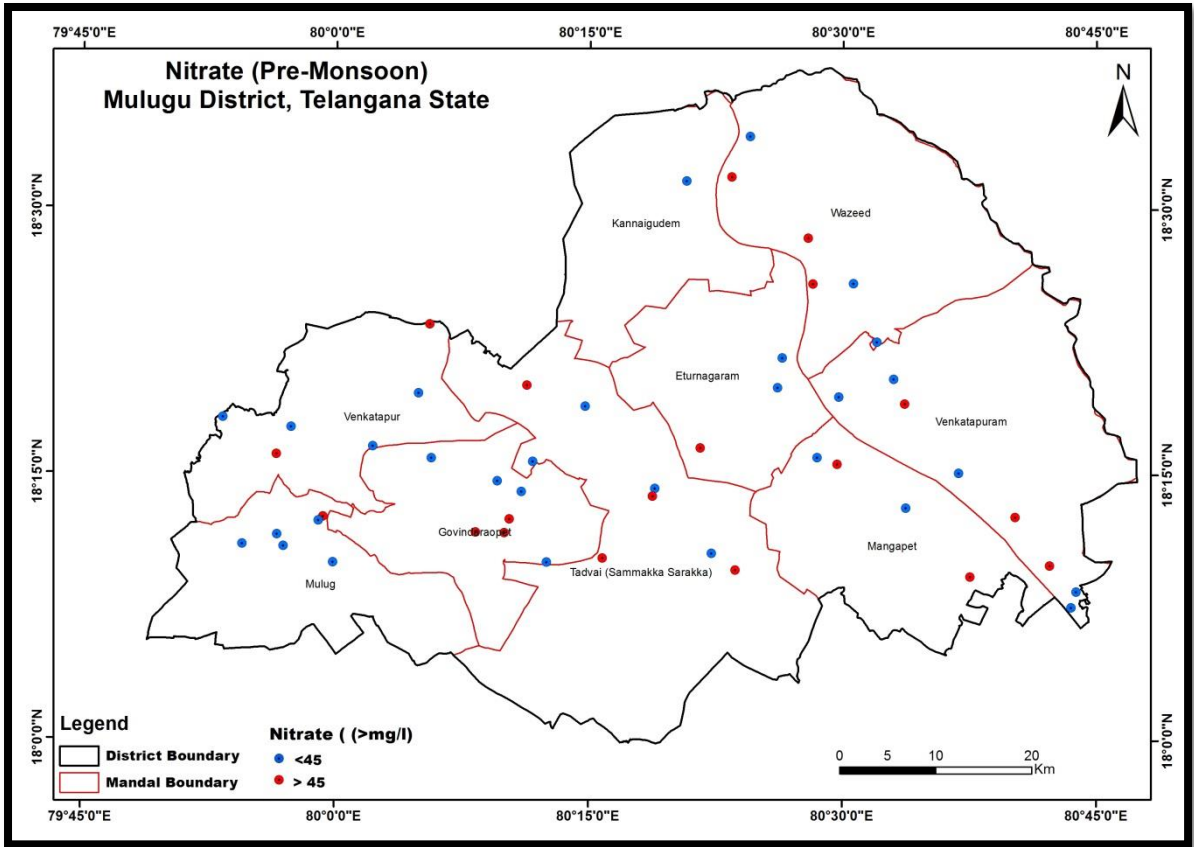 79°45'0"E
80°0'0"E
80°15'0"E
80°30'0"E
80°45'0"E
Nitrate (Pre-Monsoon)
Mulugu District, Telangana State
N
18°30'0"N
18°30'0"N
Kannaigudem
Wazeed
Eturnagaram
Venkatapur
Venkatapuram
18°15'0"N
18°15'0"N
Govindaraopet
Mangapet
Tadvai (Sammakka Sarakka)
Mulug
18°0'0"N
18°0'0"N
Legend
District Boundary
Mandal Boundary
Nitrate ( (>mg/l)
<45
> 45
0 5 10 20
Km
79°45'0"E
80°0'0"E
80°15'0"E
80°30'0"E
80°45'0"E